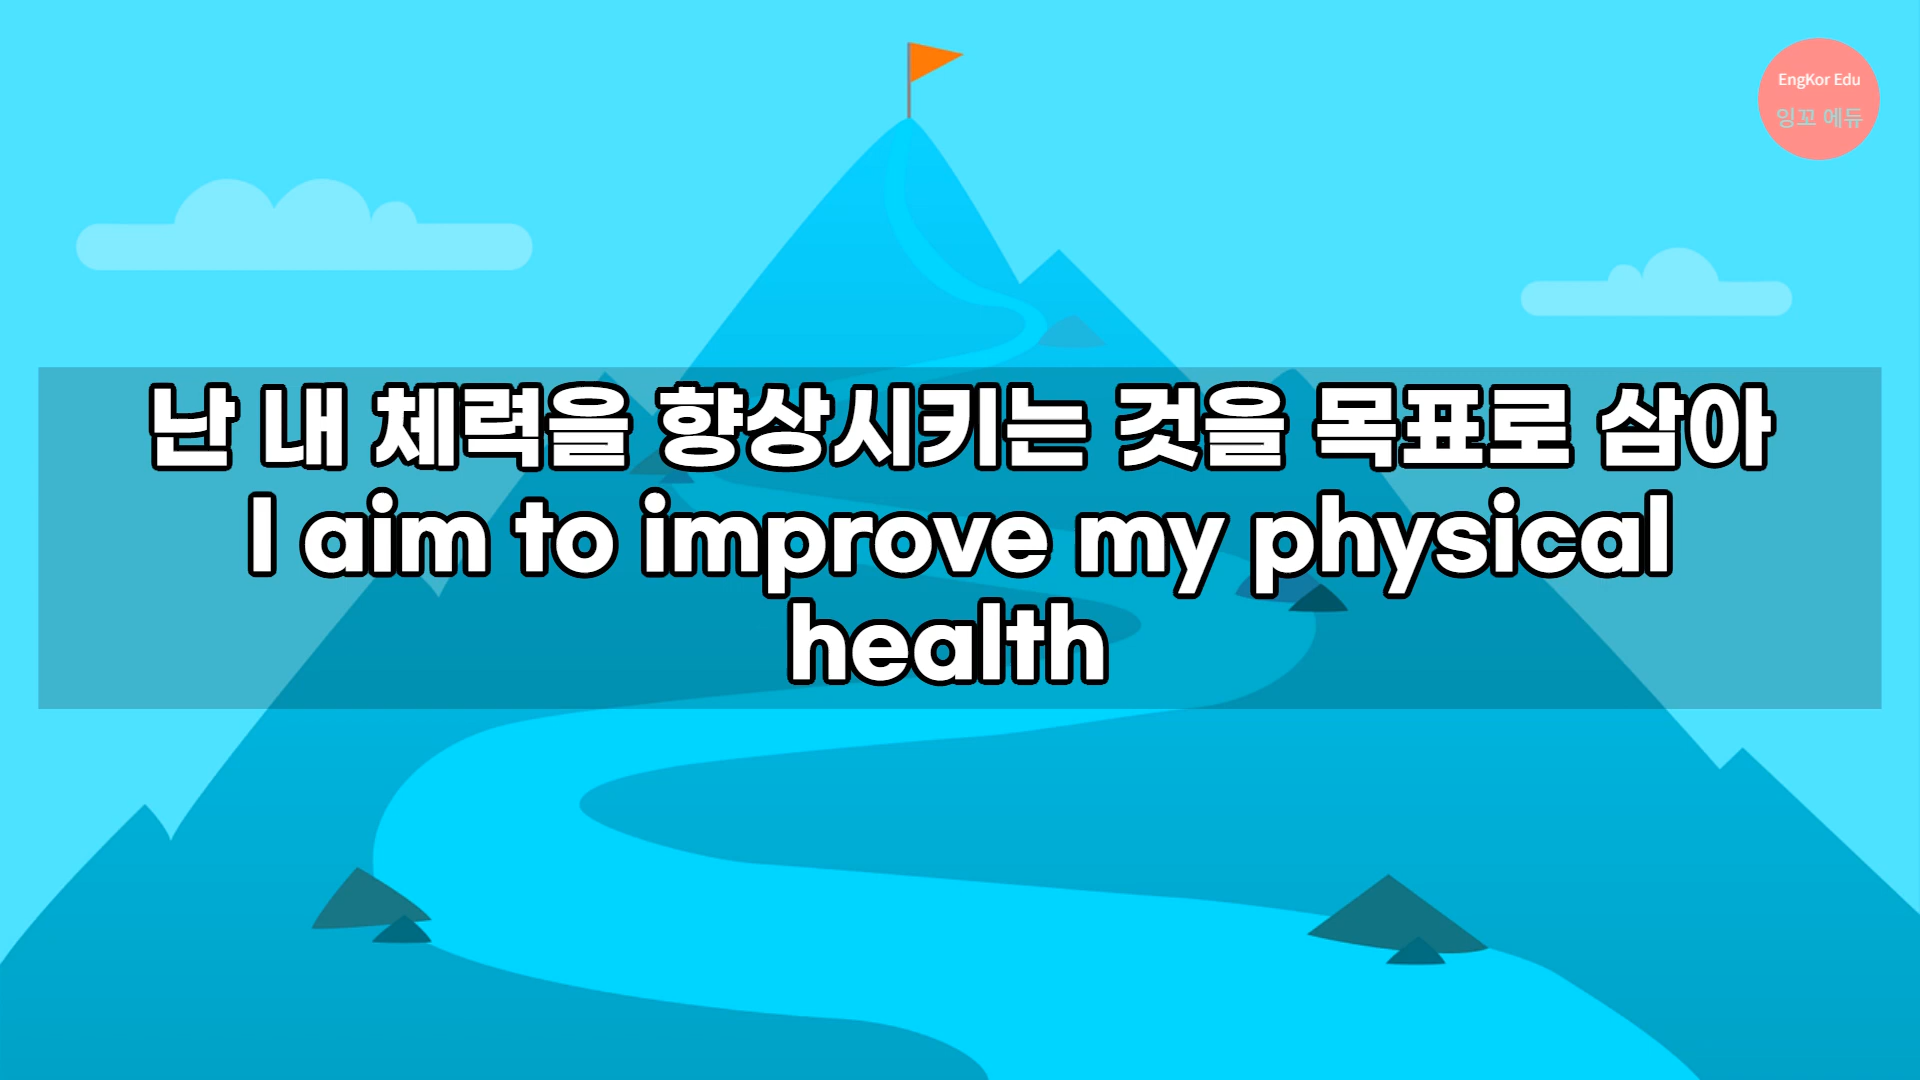 EngKor Edu
잉꼬 에듀
난 내 체력을 향상시키는 것을 목표로 삼아
I aim to improve my physical
health